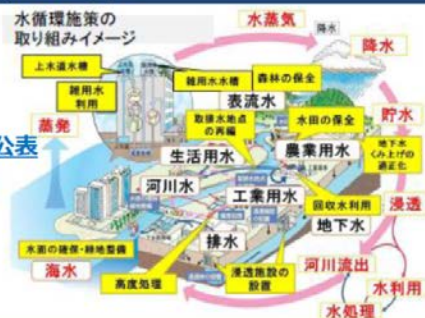 水循環施策の
取り組みイメージ
水蒸気
降水
降水
上水道水槽
雑用水水槽
森林の保全
雑用水
利用
表流水
貯水
取排水地点
の再編
水田の保全
蒸発
公表
生活用水
農業用水
地下水
くみ上げの
適正化
河川水
工業用水
回収水利用
浸透
地下水
水面の確保・緑地整備
排水
海水
高度処理
浸透施設の
設置
河川流出
水利用
水処理